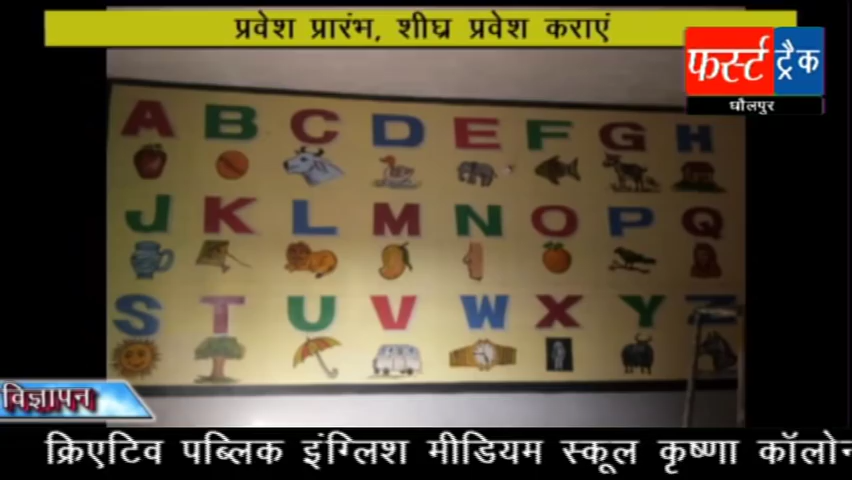 प्रवेश प्रारंभ, शीघ्र प्रवेश कराएं
फर्स्ट ट्रैक
धौलपुर
A B C D E F G H
J K L M N O P Q
S T U V W X Y Z
विज्ञापन
क्रिएटिव पब्लिक इंग्लिश मीडियम स्कूल कृष्णा